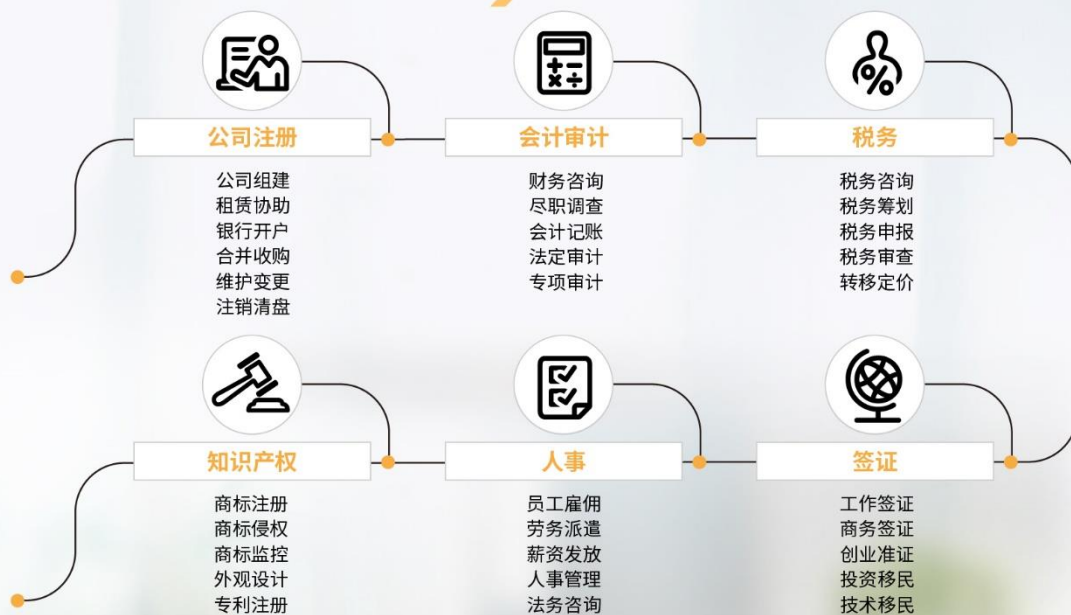 公司注册
公司组建
租赁协助
银行开户
合并收购
维护变更
注销清盘
会计审计
财务咨询
尽职调查
会计记账
法定审计
专项审计
税务
税务咨询
税务筹划
税务申报
税务审查
转移定价
知识产权
商标注册
商标侵权
商标监控
外观设计
专利注册
人事
员工雇佣
劳务派遣
薪资发放
人事管理
法务咨询
签证
工作签证
商务签证
创业准证
投资移民
技术移民